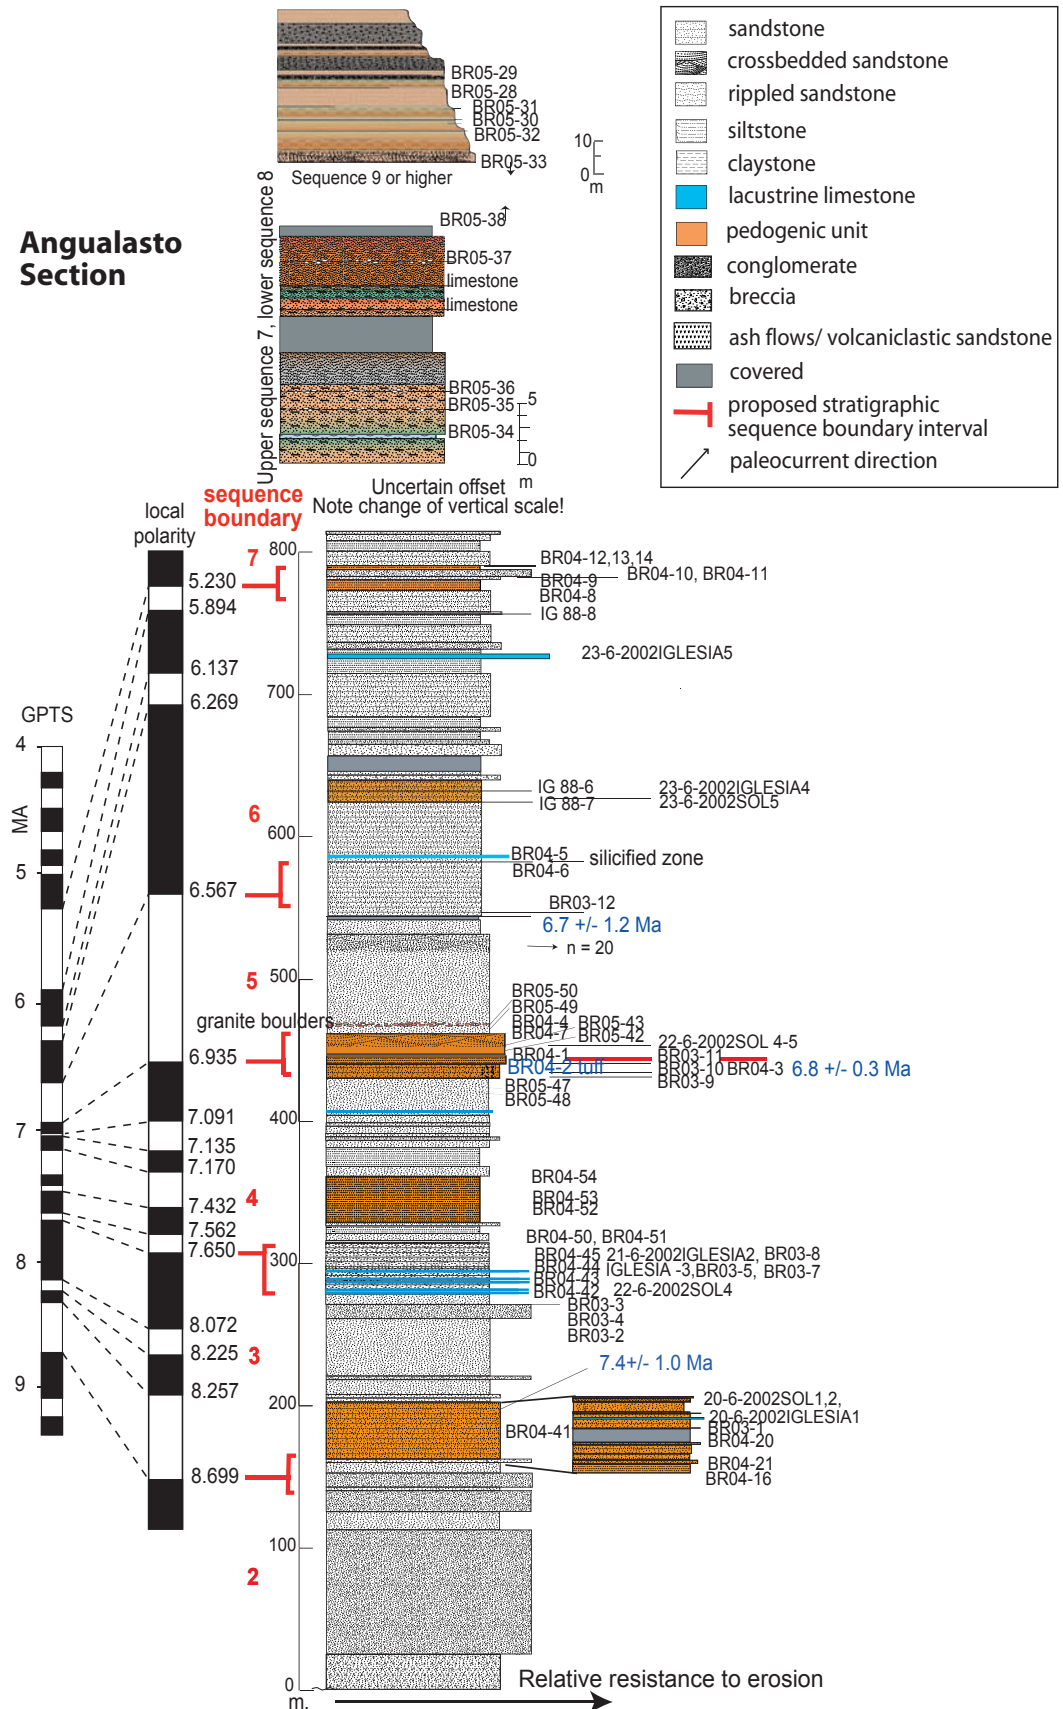 BR05-29
BR05-28
BR05-31
BR05-30
BR05-32
BR05-33
Sequence 9 or higher
10
0
m
sandstone
crossbedded sandstone
rippled sandstone
siltstone
claystone
lacustrine limestone
pedogenic unit
conglomerate
breccia
ash flows/ volcaniclastic sandstone
covered
proposed stratigraphic
sequence boundary interval
paleocurrent direction
Angualasto
Section
Upper sequence 7, lower sequence 8
BR05-38
BR05-37
limestone
limestone
BR05-36
BR05-35
BR05-34
5
0
m
Uncertain offset
Note change of vertical scale!
sequence
boundary
local
polarity
GPTS
MA
4
5
6
7
8
9
5.230
5.894
6.137
6.269
6.567
6.935
7.091
7.135
7.170
7.432
7.562
7.650
8.072
8.225
8.257
8.699
7
6
5
4
3
2
granite boulders
800
700
600
500
400
300
200
100
0
m.
BR04-12,13,14
BR04-10, BR04-11
BR04-9
BR04-8
IG 88-8
23-6-2002IGLESIA5
IG 88-6
23-6-2002IGLESIA4
IG 88-7
23-6-2002SOL5
BR04-5
silicified zone
BR04-6
BR03-12
6.7 +/- 1.2 Ma
n = 20
BR05-50
BR05-49
BR04-4
BR05-43
BR04-7
BR05-42
22-6-2002SOL 4-5
BR04-1
BR03-11
BR04-2 tuff
BR03-10
BR04-3
6.8 +/- 0.3 Ma
BR03-9
BR05-47
BR05-48
BR04-54
BR04-53
BR04-52
BR04-50, BR04-51
BR04-45
21-6-2002IGLESIA2, BR03-8
BR04-44
IGLESIA -3,BR03-5, BR03-7
BR04-43
BR04-42
22-6-2002SOL4
BR03-3
BR03-4
BR03-2
7.4+/- 1.0 Ma
BR04-41
20-6-2002SOL1,2,
20-6-2002IGLESIA1
BR03-1
BR04-20
BR04-21
BR04-16
Relative resistance to erosion